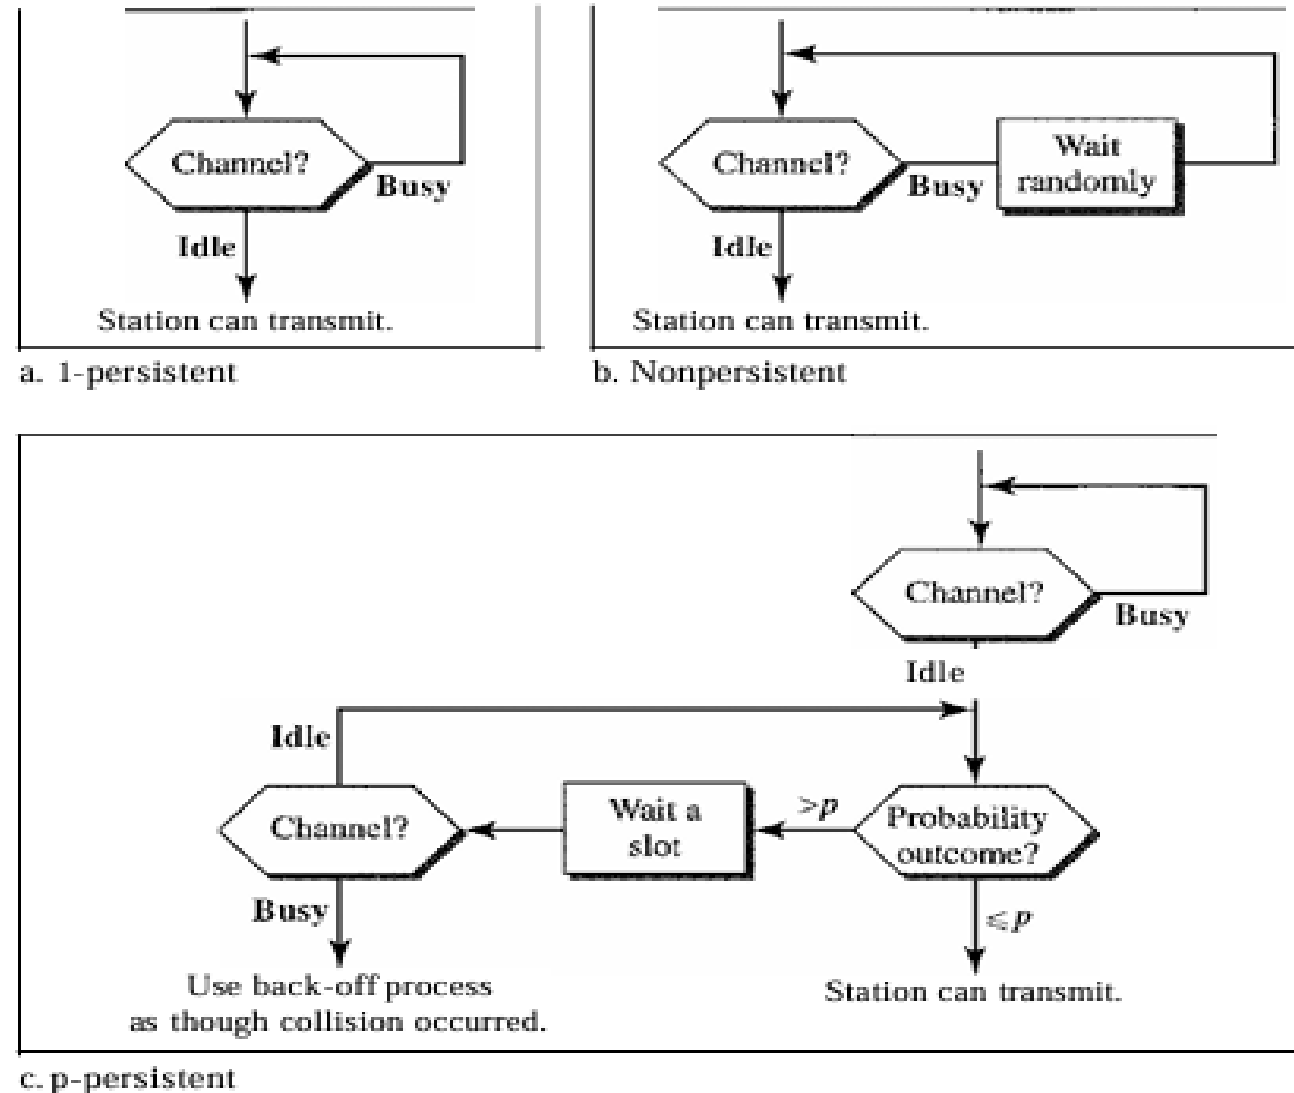 Channel?
Busy
Idle
Station can transmit.
a. 1-persistent
Channel?
Busy
Wait
randomly
Idle
Station can transmit.
b. Nonpersistent
Channel?
Busy
Idle
Idle
Channel?
Wait a
slot
>p
Probability
outcome?
Busy
⩽p
Use back-off process
as though collision occurred.
Station can transmit.
c. p-persistent